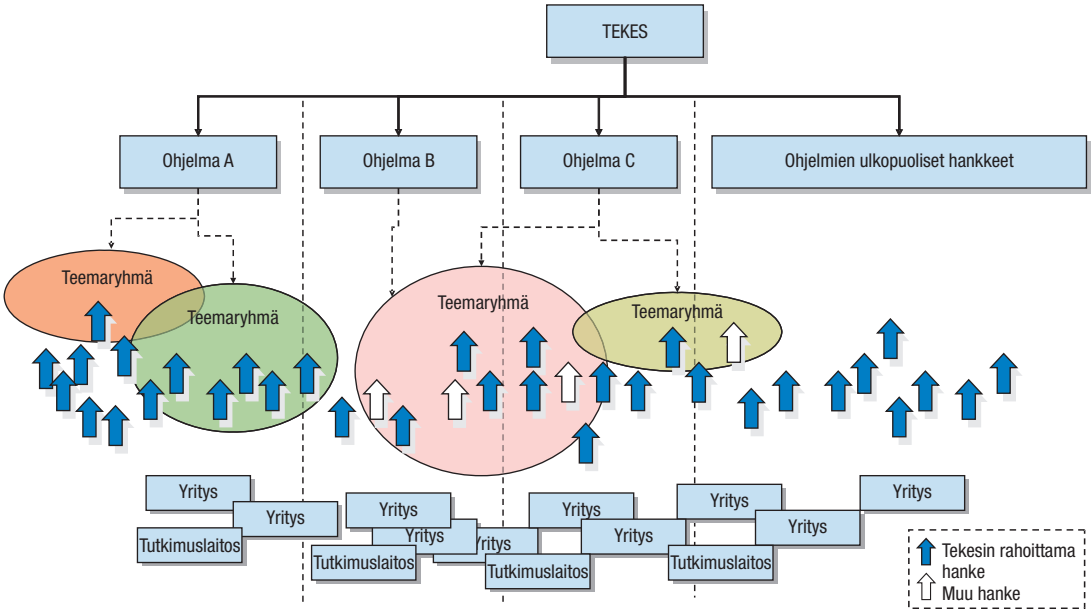 TEKES
Ohjelma A
Ohjelma B
Ohjelma C
Ohjelmien ulkopuoliset hankkeet
Teemaryhmä
Teemaryhmä
Teemaryhmä
Teemaryhmä
Yritys
Yritys
Tutkimuslaitos
Yritys
Yritys
Yritys
Tutkimuslaitos
Yritys
Yritys
Tutkimuslaitos
Yritys
Yritys
Tutkimuslaitos
Yritys
Tekesin rahoittama
hanke
Muu hanke